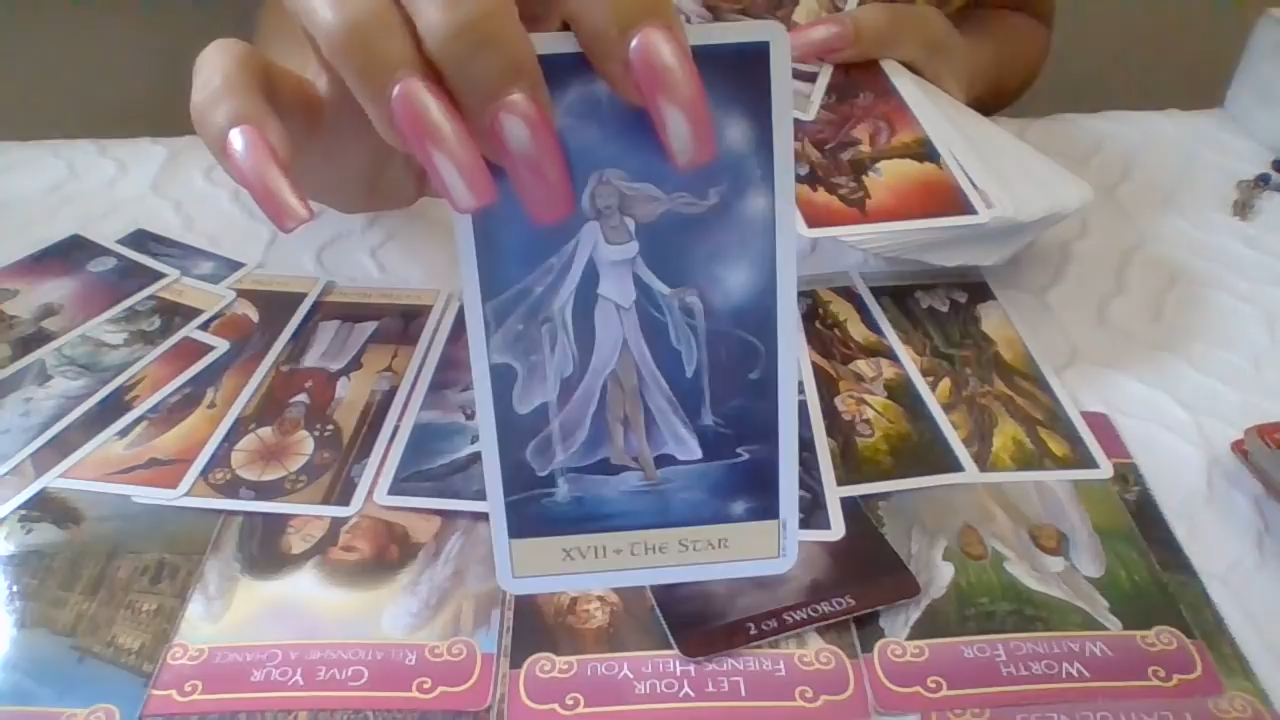 XVII ✦ THE STAR
2 OF SWORDS
GIVE YOUR
RELATIONSHIP A CHANCE
LET YOUR
FRIENDS HELP YOU
WORTH
WAITING FOR